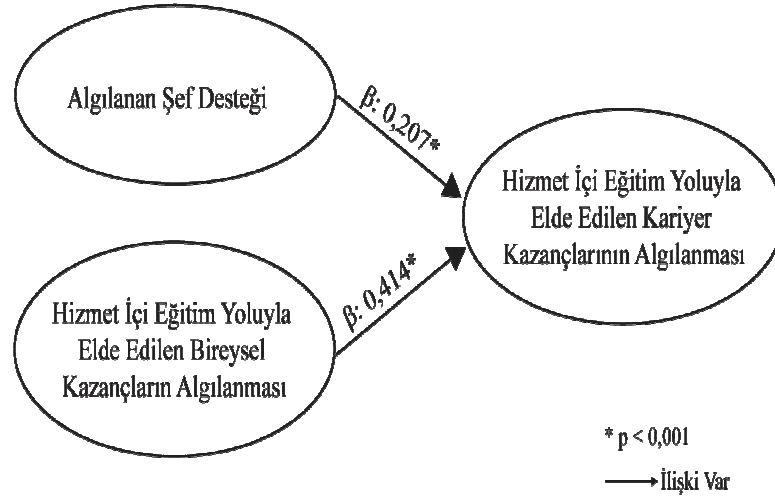 Algılanan Şef Desteği
β: 0,207*
Hizmet İçi Eğitim Yoluyla
Elde Edilen Kariyer
Kazançlarının Algılanması
β: 0,414*
Hizmet İçi Eğitim Yoluyla
Elde Edilen Bireysel
Kazançların Algılanması
* p < 0,001
İlişki Var